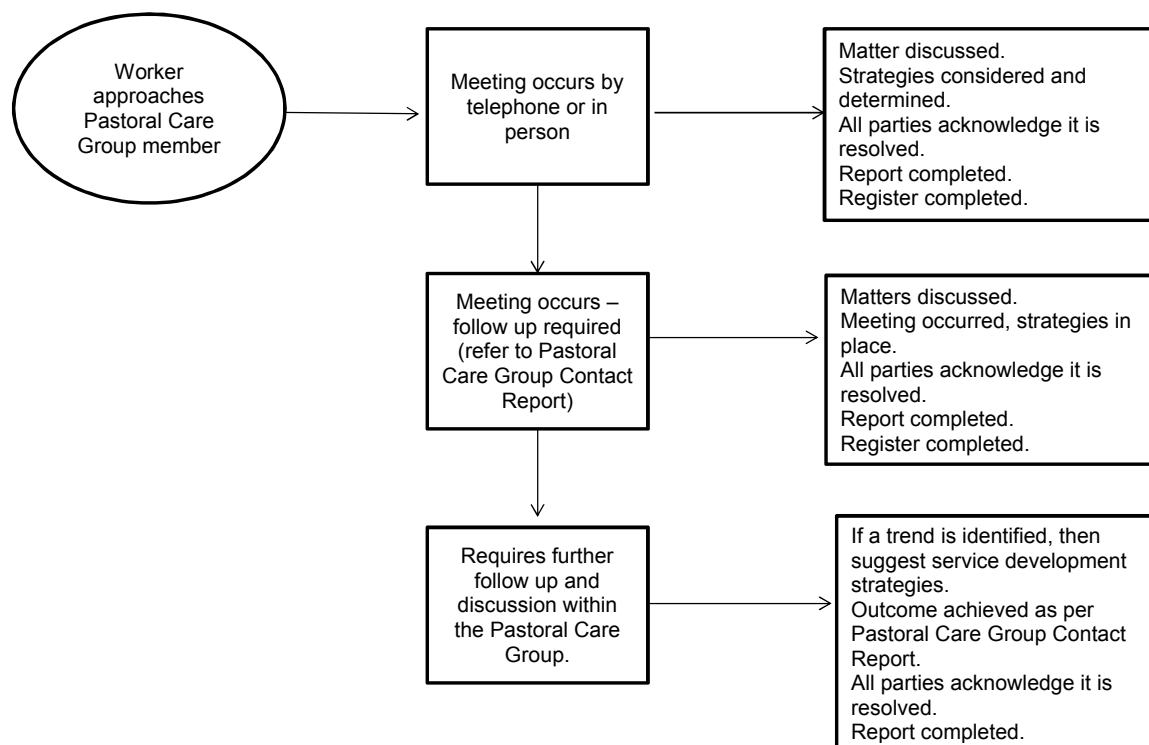 Worker
approaches
Pastoral Care
Group member
Meeting occurs by
telephone or in
person
Matter discussed.
Strategies considered and
determined.
All parties acknowledge it is
resolved.
Report completed.
Register completed.
Meeting occurs –
follow up required
(refer to Pastoral
Care Group Contact
Report)
Matters discussed.
Meeting occurred, strategies in
place.
All parties acknowledge it is
resolved.
Report completed.
Register completed.
Requires further
follow up and
discussion within
the Pastoral Care
Group.
If a trend is identified, then
suggest service development
strategies.
Outcome achieved as per
Pastoral Care Group Contact
Report.
All parties acknowledge it is
resolved.
Report completed.